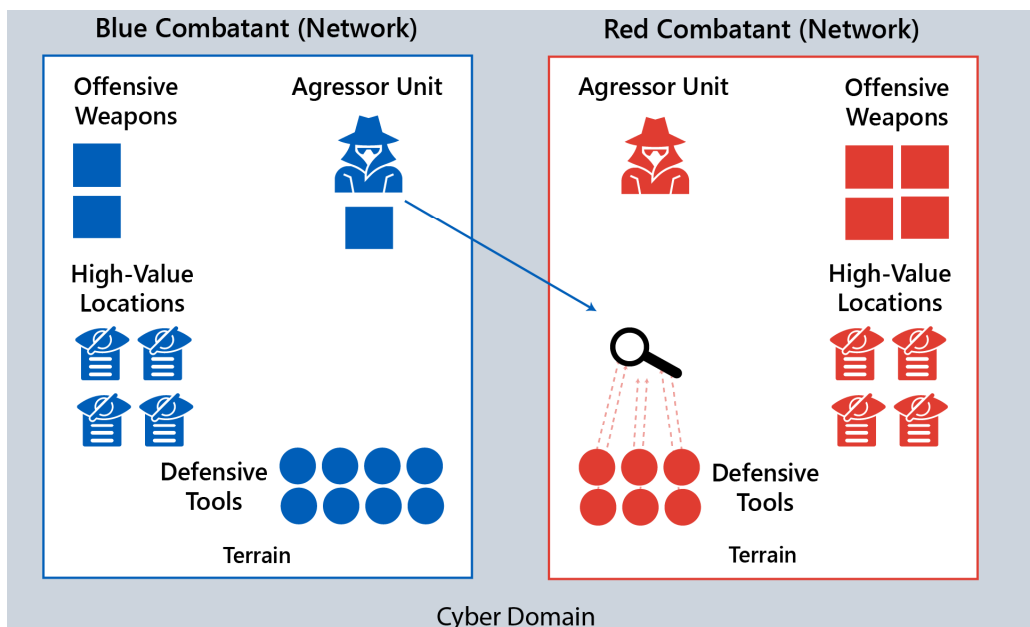 Blue Combatant (Network)
Offensive
Weapons
Agressor Unit
High-Value
Locations
Defensive
Tools
Terrain
Red Combatant (Network)
Agressor Unit
Offensive
Weapons
High-Value
Locations
Defensive
Tools
Terrain
Cyber Domain